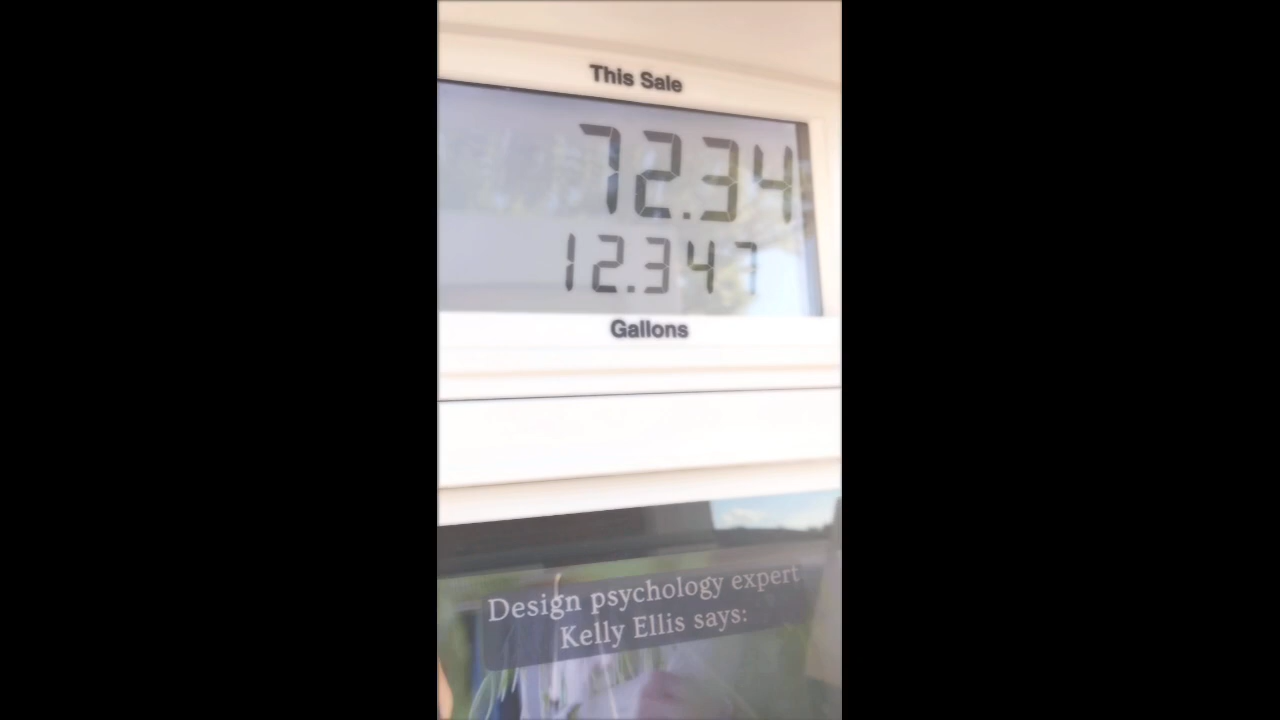 This Sale
72.34
12.347
Gallons
Design psychology expert
Kelly Ellis says: